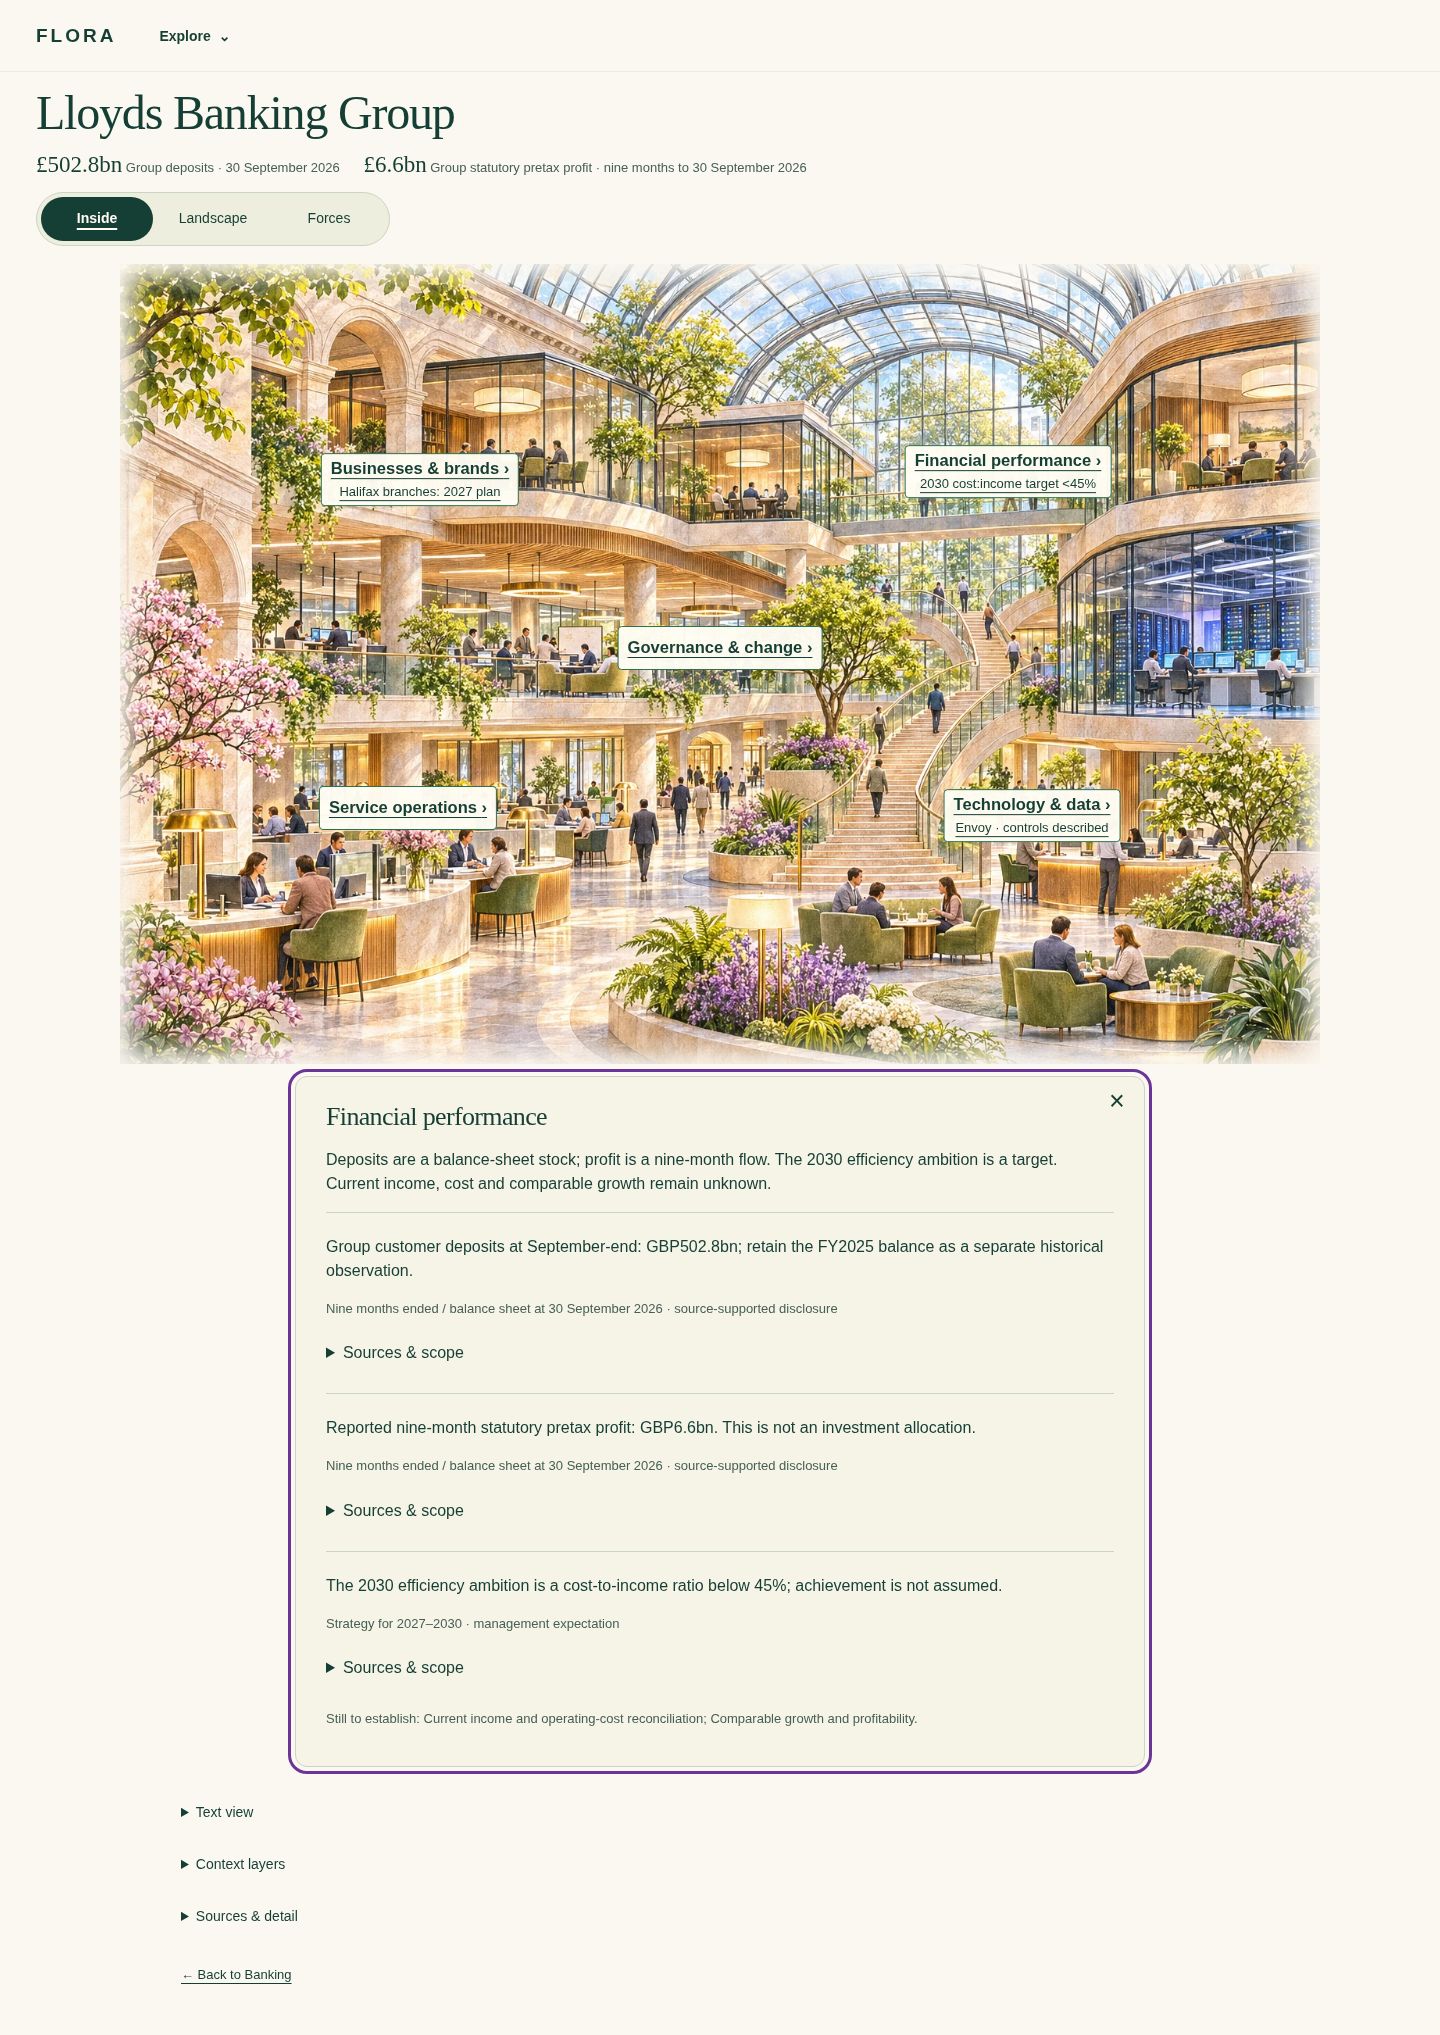 FLORA
Explore ⌄
Lloyds Banking Group
£502.8bn Group deposits · 30 September 2026 £6.6bn Group statutory pretax profit · nine months to 30 September 2026
Inside Landscape Forces
Businesses & brands ›
Halifax branches: 2027 plan
Financial performance ›
2030 cost:income target <45%
Governance & change ›
Service operations ›
Technology & data ›
Envoy · controls described
×
Financial performance
Deposits are a balance-sheet stock; profit is a nine-month flow. The 2030 efficiency ambition is a target.
Current income, cost and comparable growth remain unknown.
Group customer deposits at September-end: GBP502.8bn; retain the FY2025 balance as a separate historical
observation.
Nine months ended / balance sheet at 30 September 2026 · source-supported disclosure
▶ Sources & scope
Reported nine-month statutory pretax profit: GBP6.6bn. This is not an investment allocation.
Nine months ended / balance sheet at 30 September 2026 · source-supported disclosure
▶ Sources & scope
The 2030 efficiency ambition is a cost-to-income ratio below 45%; achievement is not assumed.
Strategy for 2027–2030 · management expectation
▶ Sources & scope
Still to establish: Current income and operating-cost reconciliation; Comparable growth and profitability.
▶ Text view
▶ Context layers
▶ Sources & detail
← Back to Banking